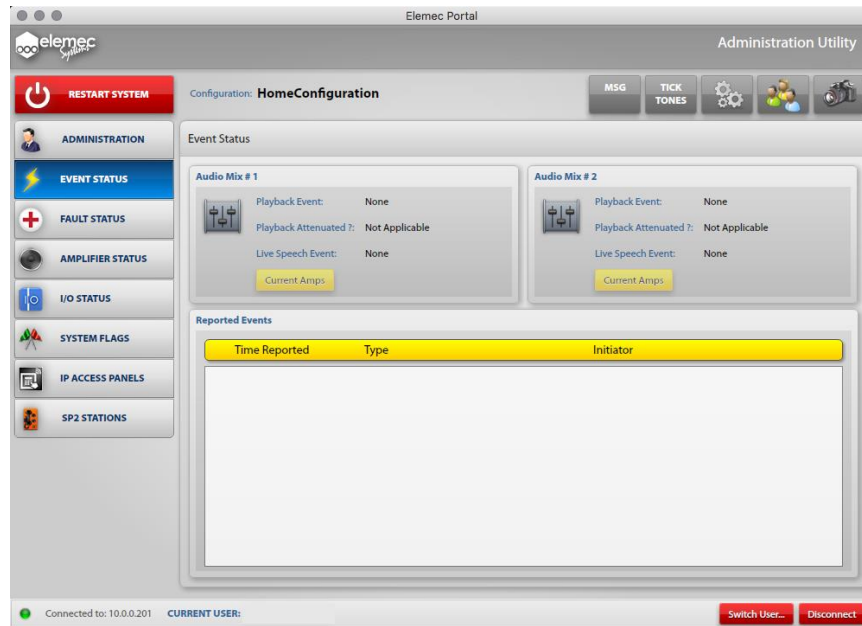 Elemec Portal
elemec
System
Administration Utility
RESTART SYSTEM
Configuration: HomeConfiguration
MSG
TICK
TONES
ADMINISTRATION
EVENT STATUS
FAULT STATUS
AMPLIFIER STATUS
I/O STATUS
SYSTEM FLAGS
IP ACCESS PANELS
SP2 STATIONS
Event Status
Audio Mix # 1
Playback Event: None
Playback Attenuated ?: Not Applicable
Live Speech Event: None
Current Amps
Audio Mix # 2
Playback Event: None
Playback Attenuated ?: Not Applicable
Live Speech Event: None
Current Amps
Reported Events
Time Reported Type Initiator
Connected to: 10.0.0.201 CURRENT USER:
Switch User... Disconnect